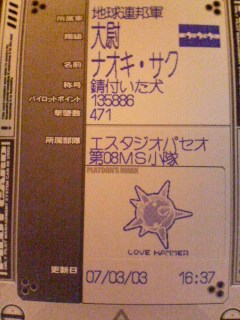 所属軍 地球連邦軍
階級 大尉
名前 ナオキ・サク
称号 錆付いた犬
パイロットポイント 135886
撃墜数 471
所属部隊 エスタジオパセオ
第08MS小隊
PLATOON'S MARK
LOVE HAMMER
更新日 07/03/03 16:37